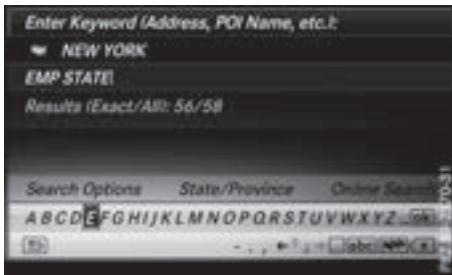 Enter Keyword (Address, POI Name, etc.):
NEW YORK
EMP STATE
Results (Exact/All): 56/58
Search Options State/Province Online Search
ABCDEFGHIJKLMNOPQRSTUVWXYZ_ ok
abc